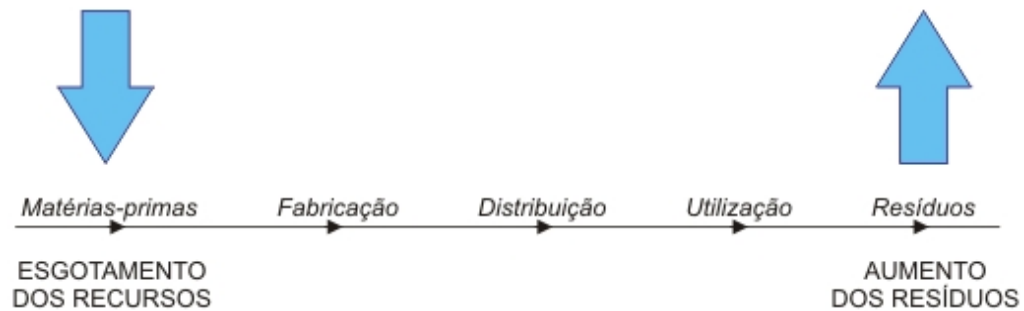 Matérias-primas Fabricação Distribuição Utilização Resíduos
ESGOTAMENTO
DOS RECURSOS
AUMENTO
DOS RESÍDUOS